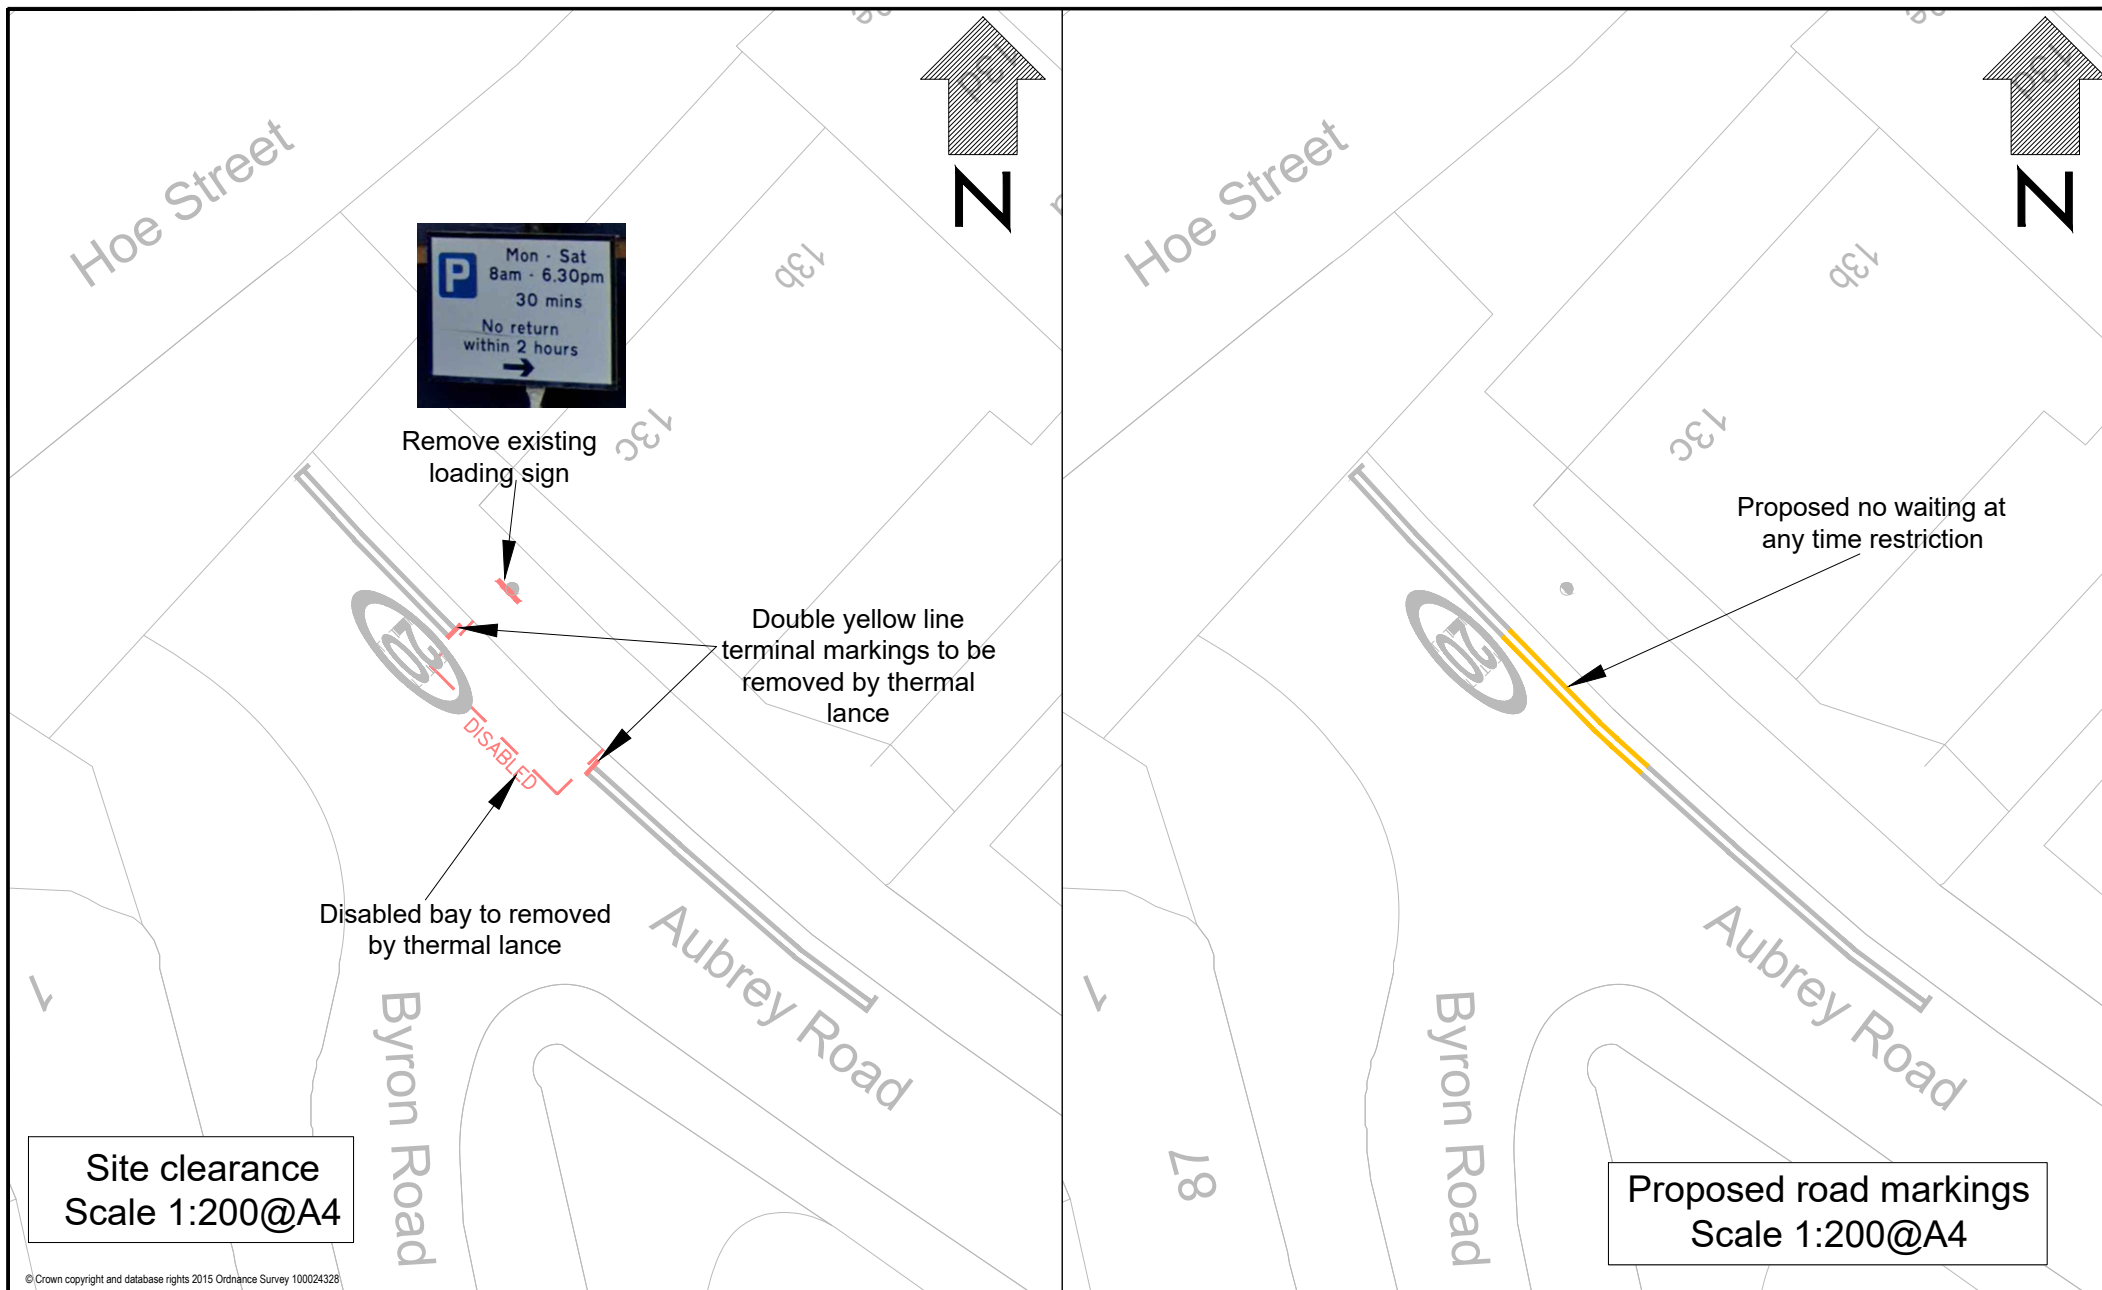 Hoe Street
N
13b
13c
P
Mon - Sat
8am - 6.30pm
30 mins
No return
within 2 hours
Remove existing
loading sign
Double yellow line
terminal markings to be
removed by thermal
lance
20
DISABLED
Disabled bay to removed
by thermal lance
Aubrey Road
Byron Road
Site clearance
Scale 1:200@A4
© Crown copyright and database rights 2015 Ordnance Survey 100024328
Hoe Street
N
13b
13c
Proposed no waiting at
any time restriction
20
Aubrey Road
Byron Road
87
Proposed road markings
Scale 1:200@A4